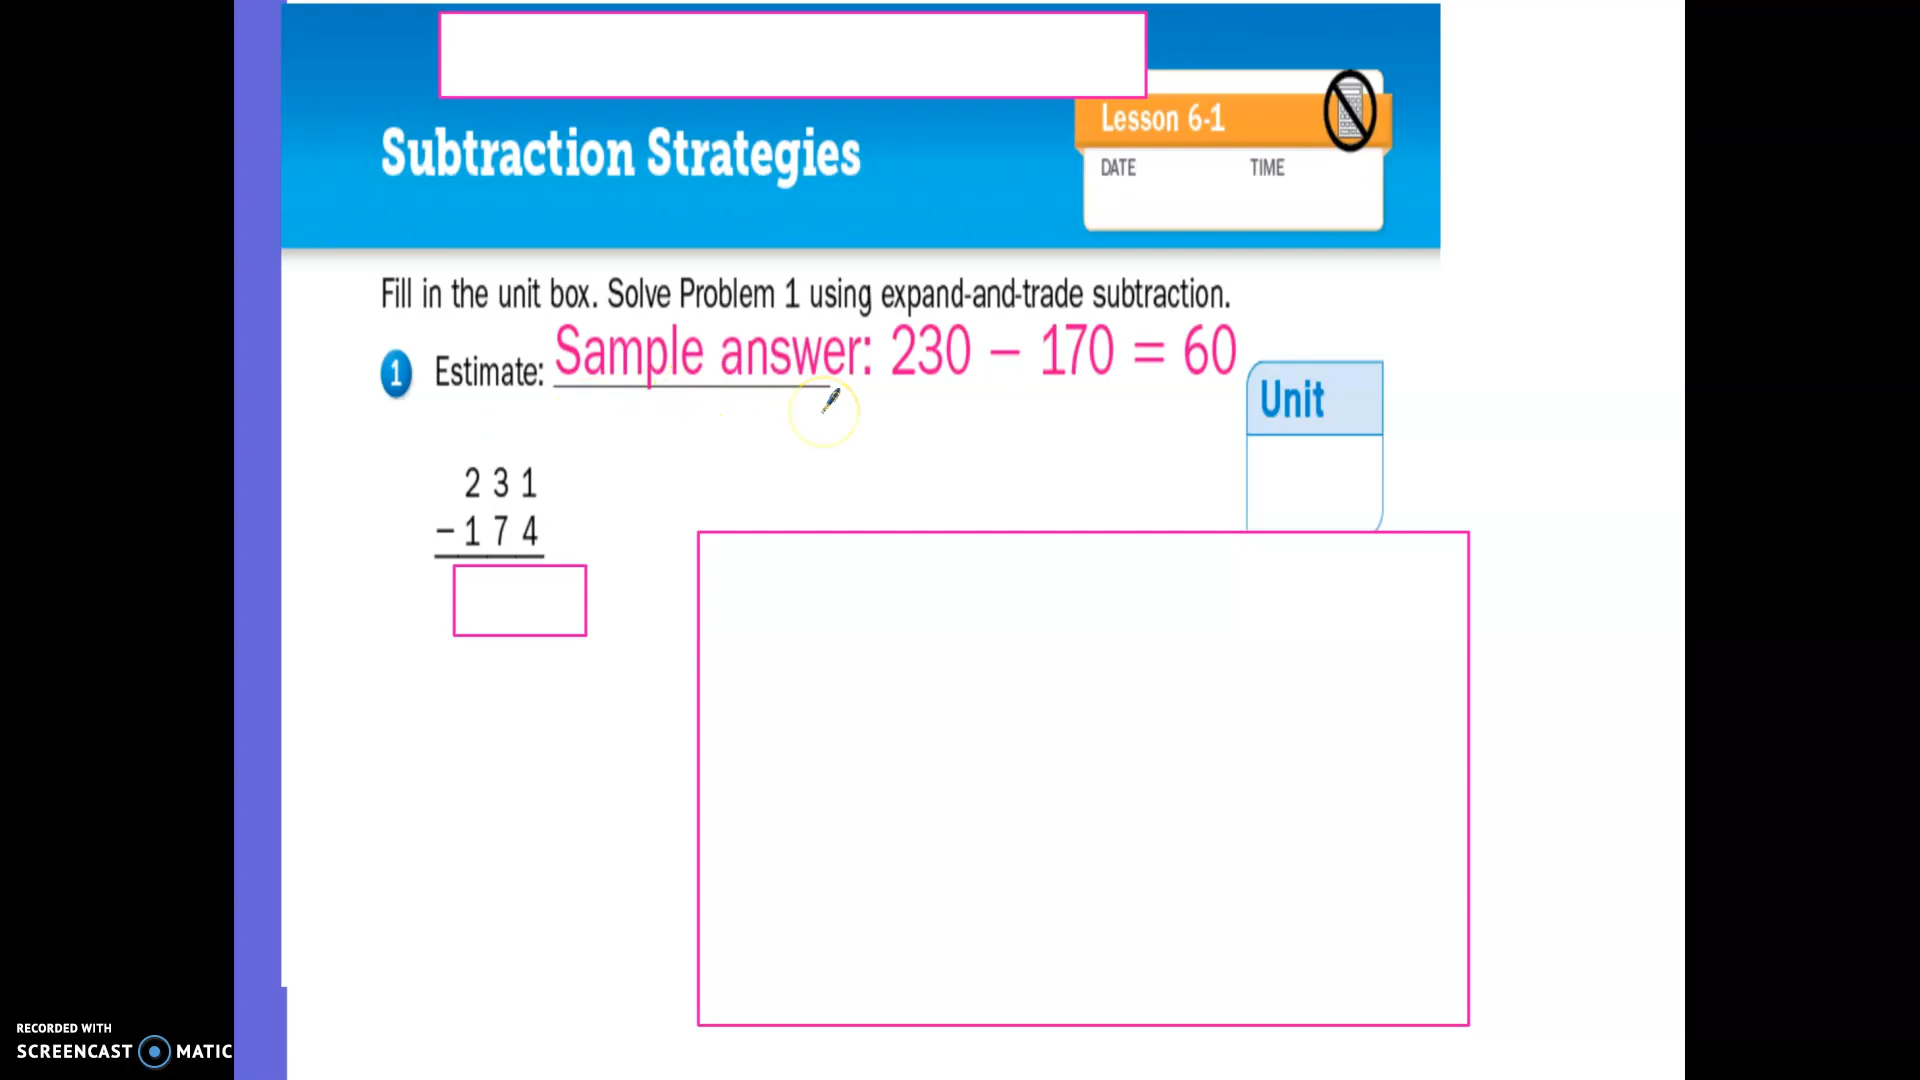 Subtraction Strategies
Lesson 6-1
DATE TIME
Fill in the unit box. Solve Problem 1 using expand-and-trade subtraction.
1 Estimate: Sample answer: 230 − 170 = 60
Unit
2 3 1
− 1 7 4
RECORDED WITH
SCREENCAST MATIC